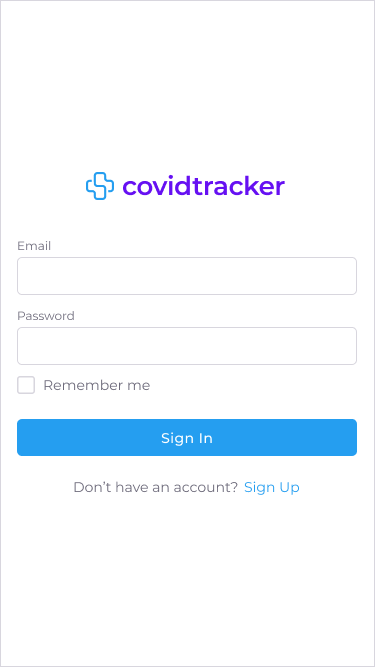 covidtracker
Email
Password
Remember me
Sign In
Don’t have an account? Sign Up